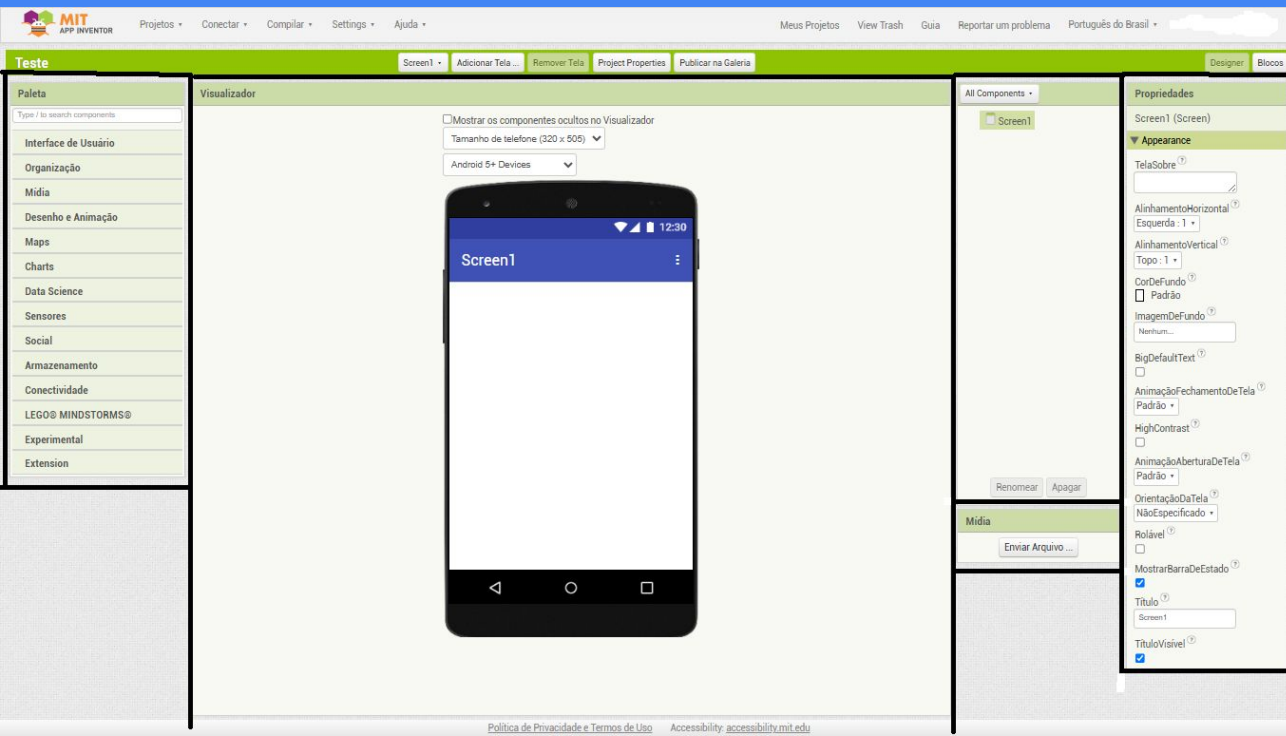 MIT
APP INVENTOR
Projetos Conectar Compilar Settings Ajuda Meus Projetos View Trash Guia Reportar um problema Português do Brasil
Teste Screen1 Adicionar Tela ... Remover Tela Project Properties Publicar na Galeria Designer Blocos
Paleta
Type / to search components
Interface de Usuário
Organização
Mídia
Desenho e Animação
Maps
Charts
Data Science
Sensores
Social
Armazenamento
Conectividade
LEGO® MINDSTORMS®
Experimental
Extension
Visualizador
Mostrar os componentes ocultos no Visualizador
Tamanho de telefone (320 x 505)
Android 5+ Devices
12:30
Screen1
All Components
Screen1
Renomear Apagar
Mídia
Enviar Arquivo ...
Propriedades
Screen1 (Screen)
Appearance
TelaSobre ?
AlinhamentoHorizontal ?
Esquerda : 1
AlinhamentoVertical ?
Topo : 1
CorDeFundo ?
Padrão
ImagemDeFundo ?
Nenhum...
BigDefaultText ?
AnimaçãoFechamentoDeTela ?
Padrão
HighContrast ?
AnimaçãoAberturaDeTela ?
Padrão
OrientaçãoDaTela ?
NãoEspecificado
Rolável ?
MostrarBarraDeEstado ?
Título ?
Screen1
TítuloVisível ?
Política de Privacidade e Termos de Uso Accessibility: accessibility.mit.edu